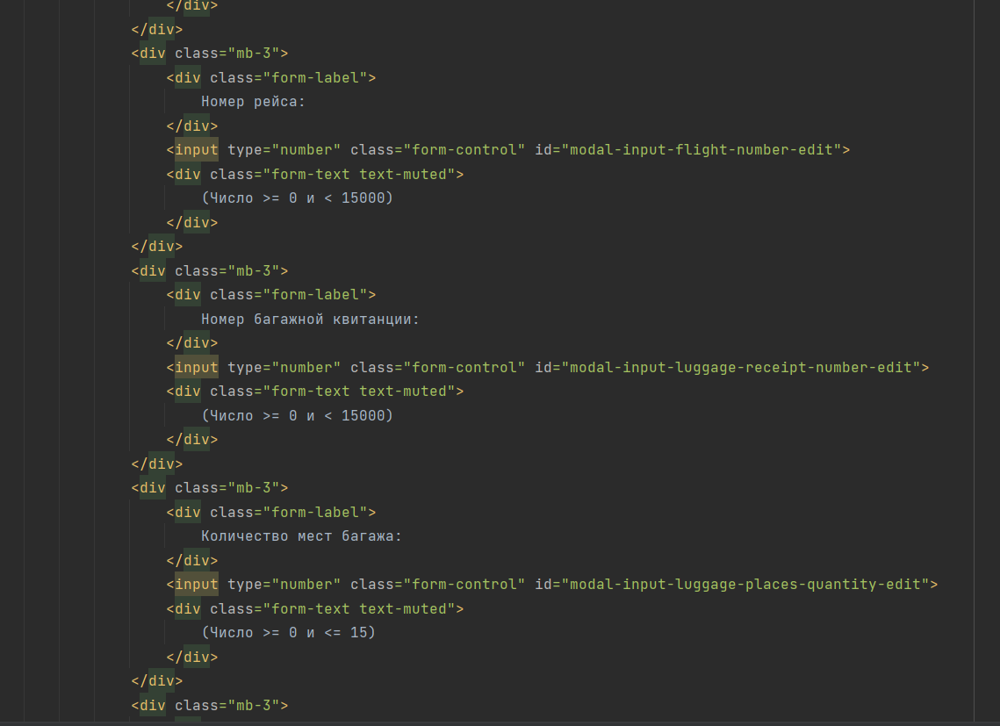 </div>
</div>
<div class="mb-3">
<div class="form-label">
Номер рейса:
</div>
<input type="number" class="form-control" id="modal-input-flight-number-edit">
<div class="form-text text-muted">
(Число >= 0 и < 15000)
</div>
</div>
<div class="mb-3">
<div class="form-label">
Номер багажной квитанции:
</div>
<input type="number" class="form-control" id="modal-input-luggage-receipt-number-edit">
<div class="form-text text-muted">
(Число >= 0 и < 15000)
</div>
</div>
<div class="mb-3">
<div class="form-label">
Количество мест багажа:
</div>
<input type="number" class="form-control" id="modal-input-luggage-places-quantity-edit">
<div class="form-text text-muted">
(Число >= 0 и <= 15)
</div>
</div>
<div class="mb-3">